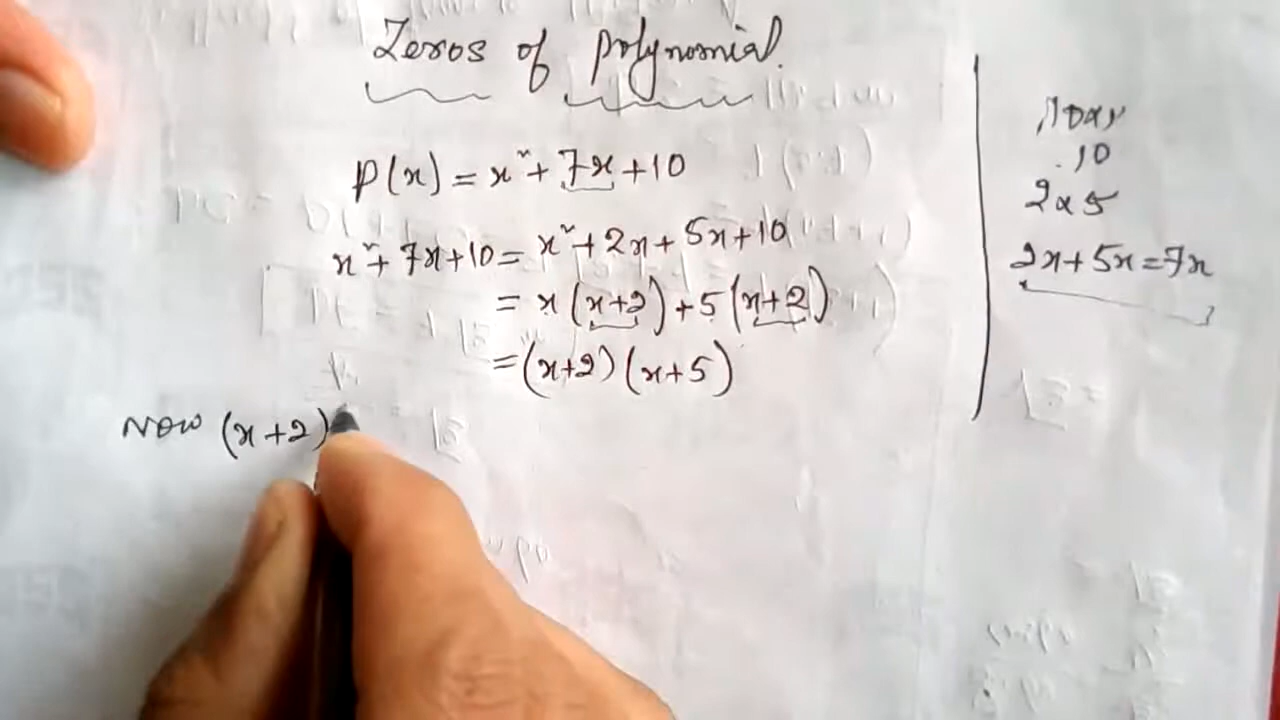 Zeros of polynomial.
P(x) = x² + 7x + 10
x² + 7x + 10 = x² + 2x + 5x + 10
= x (x+2) + 5 (x+2)
= (x+2) (x+5)
Now (x+2)
10
2x5
2x + 5x = 7x